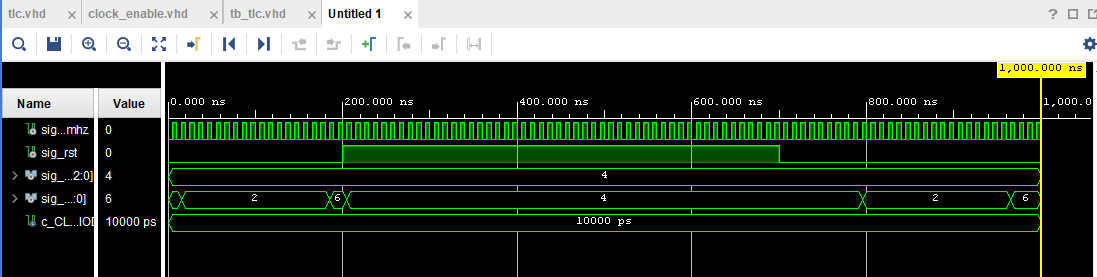 tlc.vhd × clock_enable.vhd × tb_tlc.vhd × Untitled 1 ×
?
1,000.000 ns
Name Value
0.000 ns 200.000 ns 400.000 ns 600.000 ns 800.000 ns 1,000.0
sig_...mhz 0
sig_rst 0
sig_...2:0] 4 4
sig_...:0] 6 2 6 4 2 6
c_CL...IOD 10000 ps 10000 ps